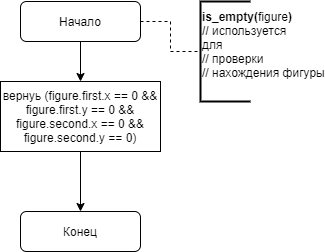 Начало
is_empty(figure)
// используется
для
// проверки
// нахождения фигуры
вернуь (figure.first.x == 0 &&
figure.first.y == 0 &&
figure.second.x == 0 &&
figure.second.y == 0)
Конец